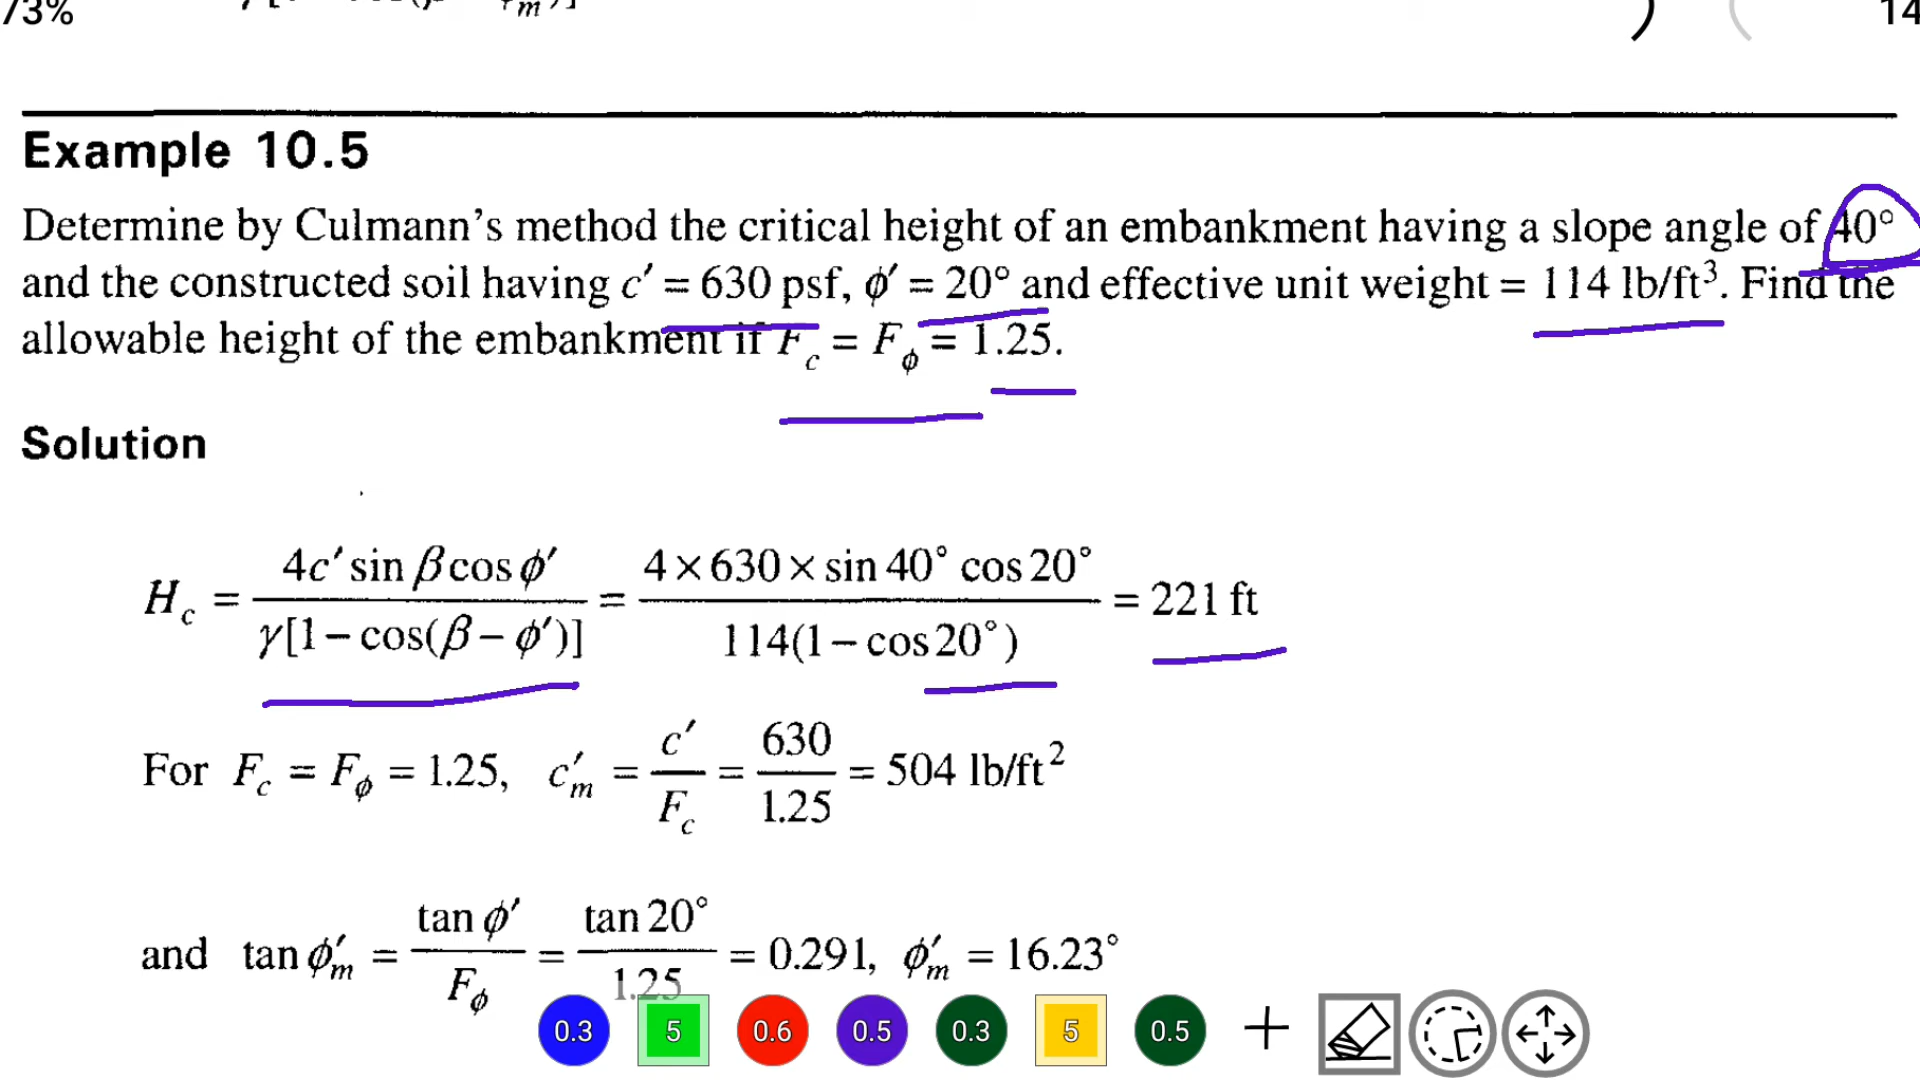 73%
14
Example 10.5
Determine by Culmann's method the critical height of an embankment having a slope angle of 40°
and the constructed soil having c′ = 630 psf, ϕ′ = 20° and effective unit weight = 114 lb/ft³. Find the
allowable height of the embankment if F_c = F_ϕ = 1.25.
Solution
H_c = 4c′ sin β cos ϕ′ / γ[1 − cos(β − ϕ′)] = 4 × 630 × sin 40° cos 20° / 114(1 − cos 20°) = 221 ft
For F_c = F_ϕ = 1.25, c′_m = c′ / F_c = 630 / 1.25 = 504 lb/ft²
and tan ϕ′_m = tan ϕ′ / F_ϕ = tan 20° / 1.25 = 0.291, ϕ′_m = 16.23°
0.3 5 0.6 0.5 0.3 5 0.5 +